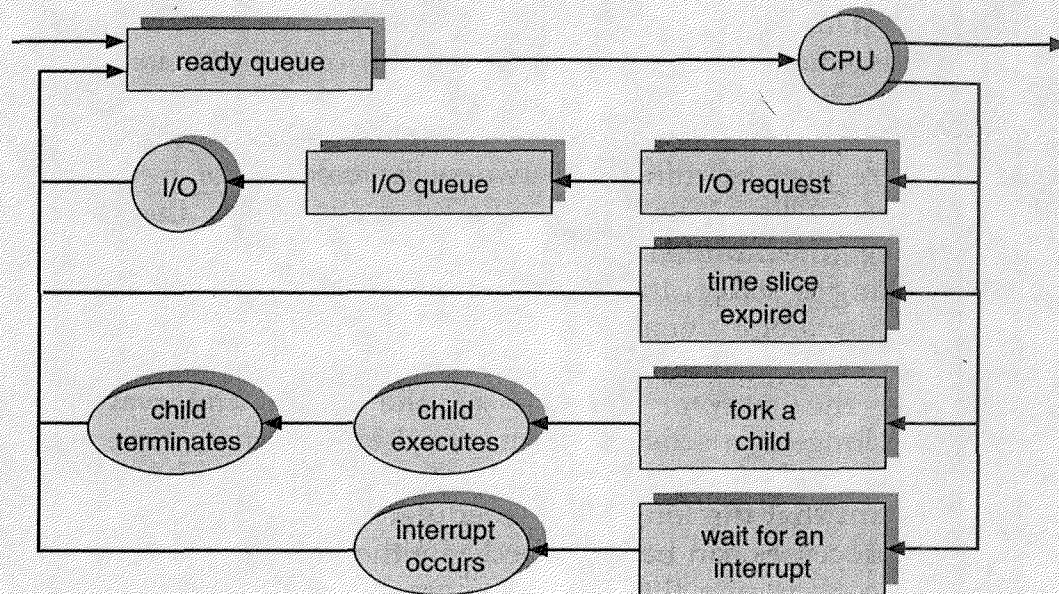 ready queue
CPU
I/O
I/O queue
I/O request
time slice
expired
child
terminates
child
executes
fork a
child
interrupt
occurs
wait for an
interrupt